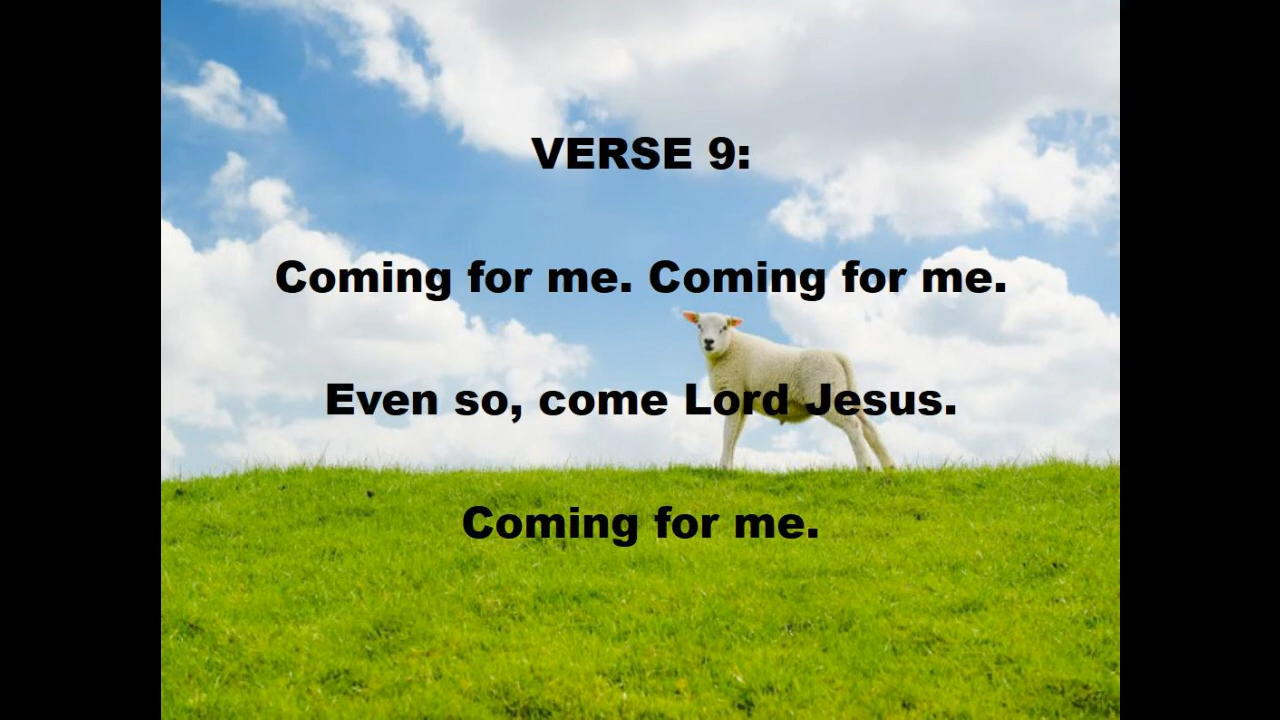 VERSE 9:
Coming for me. Coming for me.
Even so, come Lord Jesus.
Coming for me.